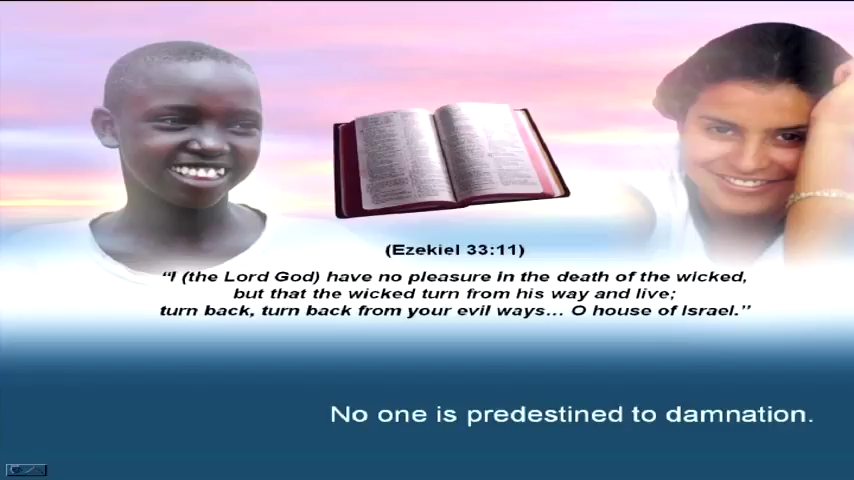 (Ezekiel 33:11)
“I (the Lord God) have no pleasure in the death of the wicked,
but that the wicked turn from his way and live;
turn back, turn back from your evil ways... O house of Israel.”
No one is predestined to damnation.